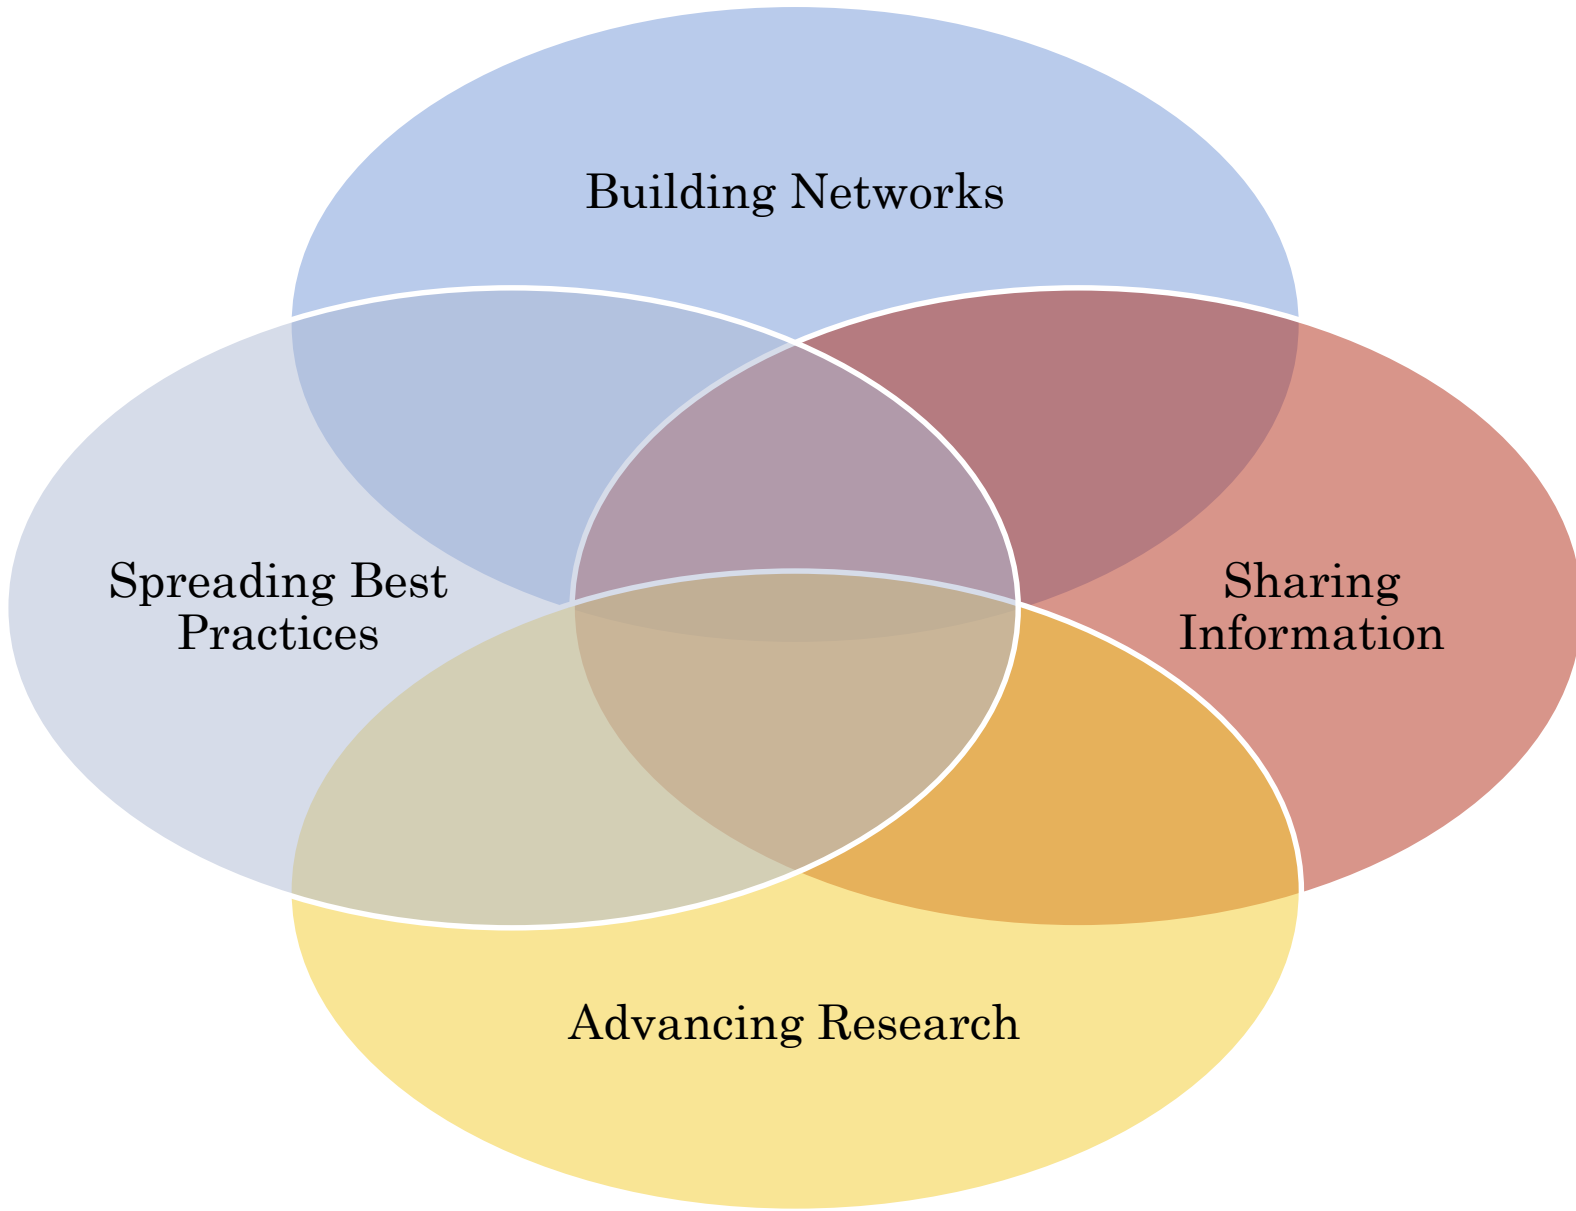 Building Networks
Spreading Best
Practices
Sharing
Information
Advancing Research